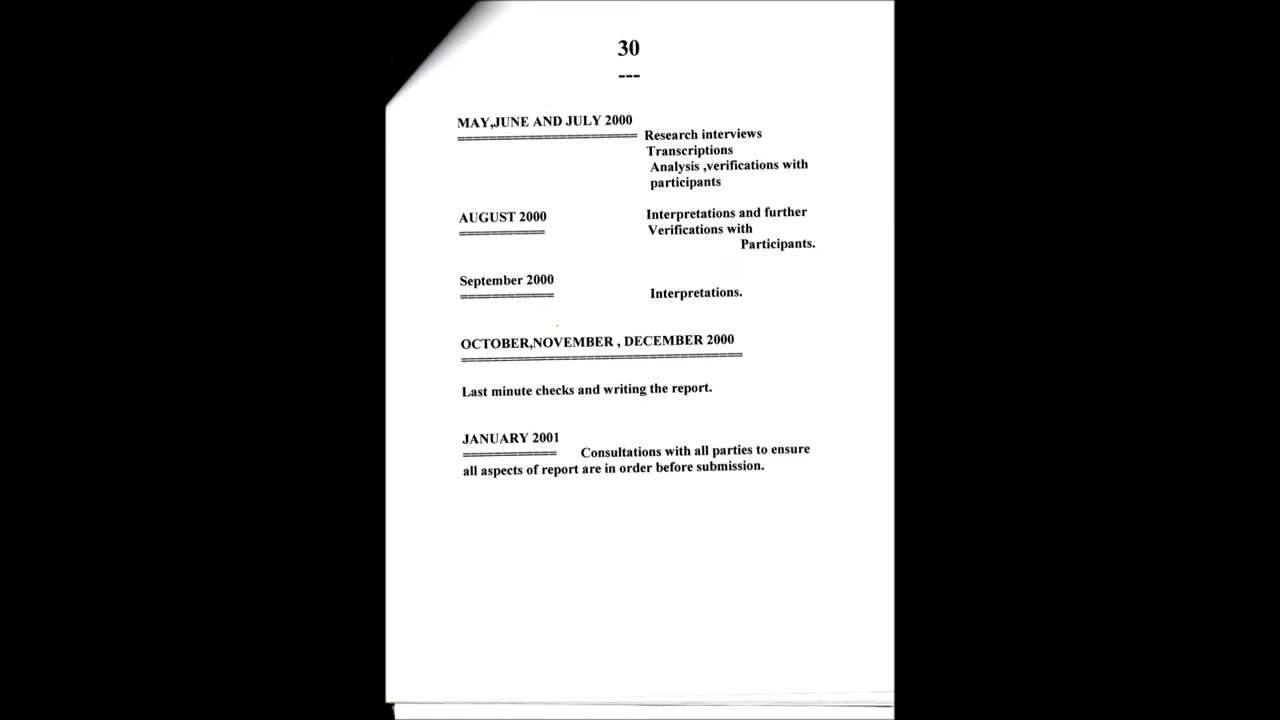 30
---
MAY,JUNE AND JULY 2000
======================= Research interviews
Transcriptions
Analysis ,verifications with
participants
AUGUST 2000 Interpretations and further
=========== Verifications with
Participants.
September 2000
============ Interpretations.
OCTOBER,NOVEMBER , DECEMBER 2000
====================================
Last minute checks and writing the report.
JANUARY 2001
============ Consultations with all parties to ensure
all aspects of report are in order before submission.